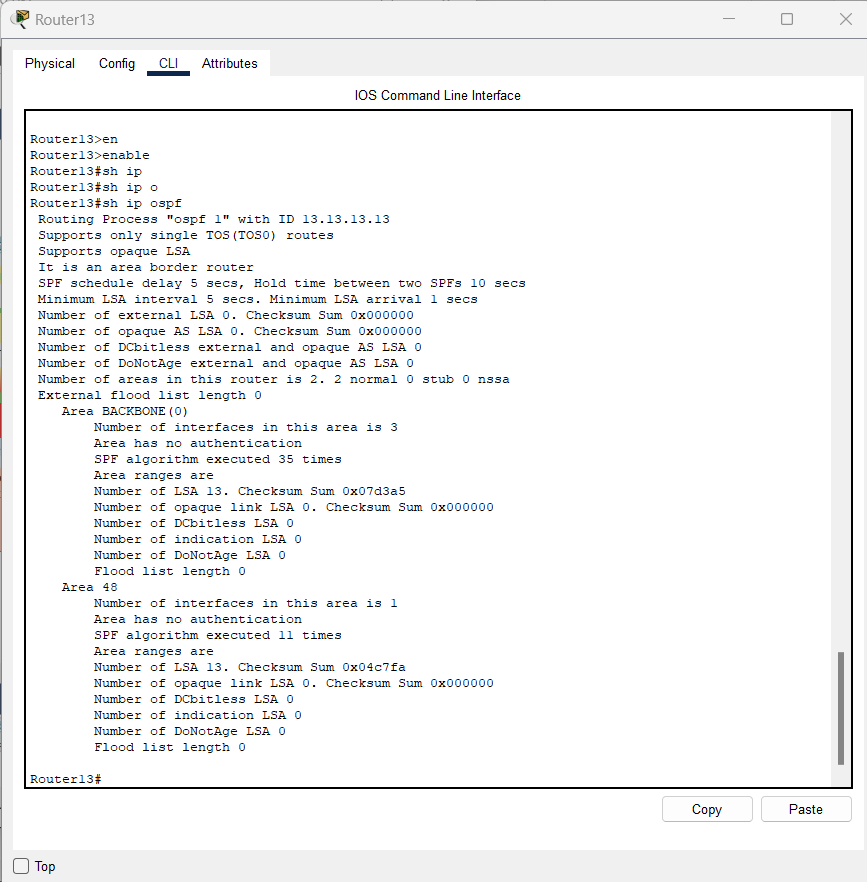 Router13
Physical Config CLI Attributes
IOS Command Line Interface
Router13>en
Router13>enable
Router13#sh ip
Router13#sh ip o
Router13#sh ip ospf
Routing Process "ospf 1" with ID 13.13.13.13
Supports only single TOS(TOS0) routes
Supports opaque LSA
It is an area border router
SPF schedule delay 5 secs, Hold time between two SPFs 10 secs
Minimum LSA interval 5 secs. Minimum LSA arrival 1 secs
Number of external LSA 0. Checksum Sum 0x000000
Number of opaque AS LSA 0. Checksum Sum 0x000000
Number of DCbitless external and opaque AS LSA 0
Number of DoNotAge external and opaque AS LSA 0
Number of areas in this router is 2. 2 normal 0 stub 0 nssa
External flood list length 0
Area BACKBONE(0)
Number of interfaces in this area is 3
Area has no authentication
SPF algorithm executed 35 times
Area ranges are
Number of LSA 13. Checksum Sum 0x07d3a5
Number of opaque link LSA 0. Checksum Sum 0x000000
Number of DCbitless LSA 0
Number of indication LSA 0
Number of DoNotAge LSA 0
Flood list length 0
Area 48
Number of interfaces in this area is 1
Area has no authentication
SPF algorithm executed 11 times
Area ranges are
Number of LSA 13. Checksum Sum 0x04c7fa
Number of opaque link LSA 0. Checksum Sum 0x000000
Number of DCbitless LSA 0
Number of indication LSA 0
Number of DoNotAge LSA 0
Flood list length 0
Router13#
Copy Paste
Top